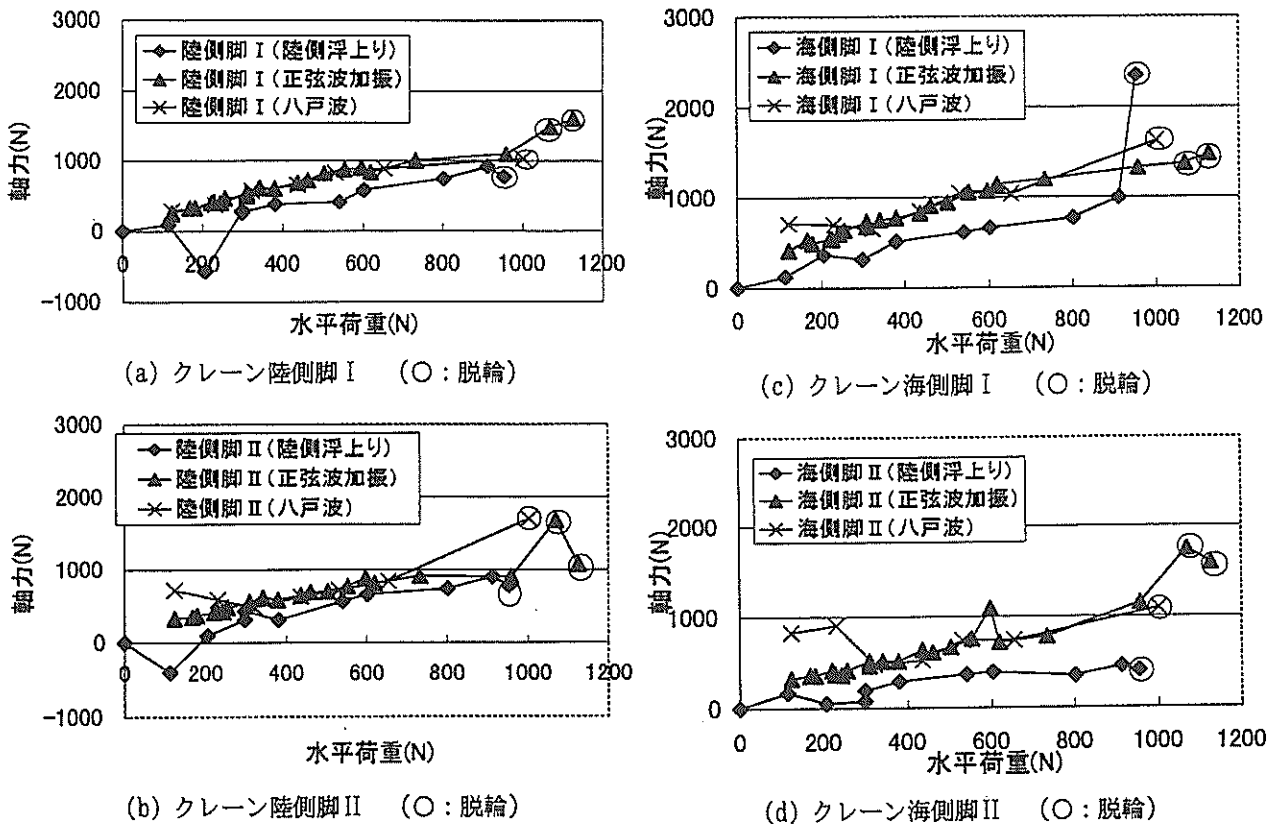 3000
2000
1000
0
-1000
軸力(N)
陸側脚Ⅰ(陸側浮上り)
陸側脚Ⅰ(正弦波加振)
陸側脚Ⅰ(八戸波)
0 200 400 600 800 1000 1200
水平荷重(N)
(a) クレーン陸側脚Ⅰ (○:脱輪)
3000
2000
1000
0
軸力(N)
海側脚Ⅰ(陸側浮上り)
海側脚Ⅰ(正弦波加振)
海側脚Ⅰ(八戸波)
0 200 400 600 800 1000 1200
水平荷重(N)
(c) クレーン海側脚Ⅰ (○:脱輪)
3000
2000
1000
0
-1000
軸力(N)
陸側脚Ⅱ(陸側浮上り)
陸側脚Ⅱ(正弦波加振)
陸側脚Ⅱ(八戸波)
0 200 400 600 800 1000 1200
水平荷重(N)
(b) クレーン陸側脚Ⅱ (○:脱輪)
3000
2000
1000
0
軸力(N)
海側脚Ⅱ(陸側浮上り)
海側脚Ⅱ(正弦波加振)
海側脚Ⅱ(八戸波)
0 200 400 600 800 1000 1200
水平荷重(N)
(d) クレーン海側脚Ⅱ (○:脱輪)